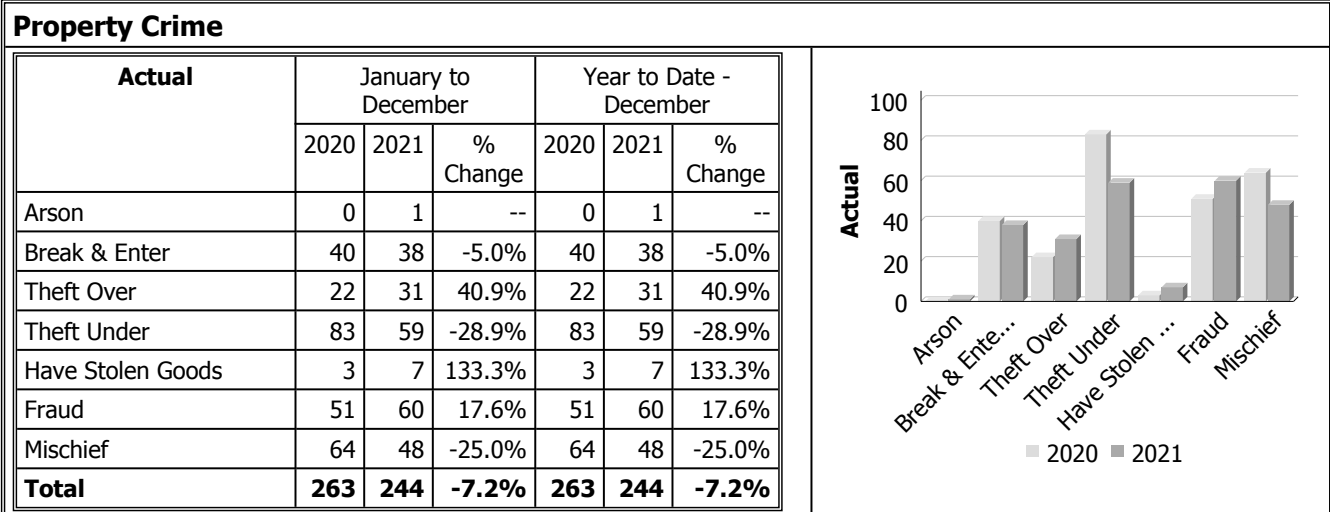 Property Crime
Actual January to December Year to Date - December
2020 2021 % Change 2020 2021 % Change
Arson 0 1 -- 0 1 --
Break & Enter 40 38 -5.0% 40 38 -5.0%
Theft Over 22 31 40.9% 22 31 40.9%
Theft Under 83 59 -28.9% 83 59 -28.9%
Have Stolen Goods 3 7 133.3% 3 7 133.3%
Fraud 51 60 17.6% 51 60 17.6%
Mischief 64 48 -25.0% 64 48 -25.0%
Total 263 244 -7.2% 263 244 -7.2%
Actual
100
80
60
40
20
0
Arson
Break & Ente...
Theft Over
Theft Under
Have Stolen ...
Fraud
Mischief
2020 2021